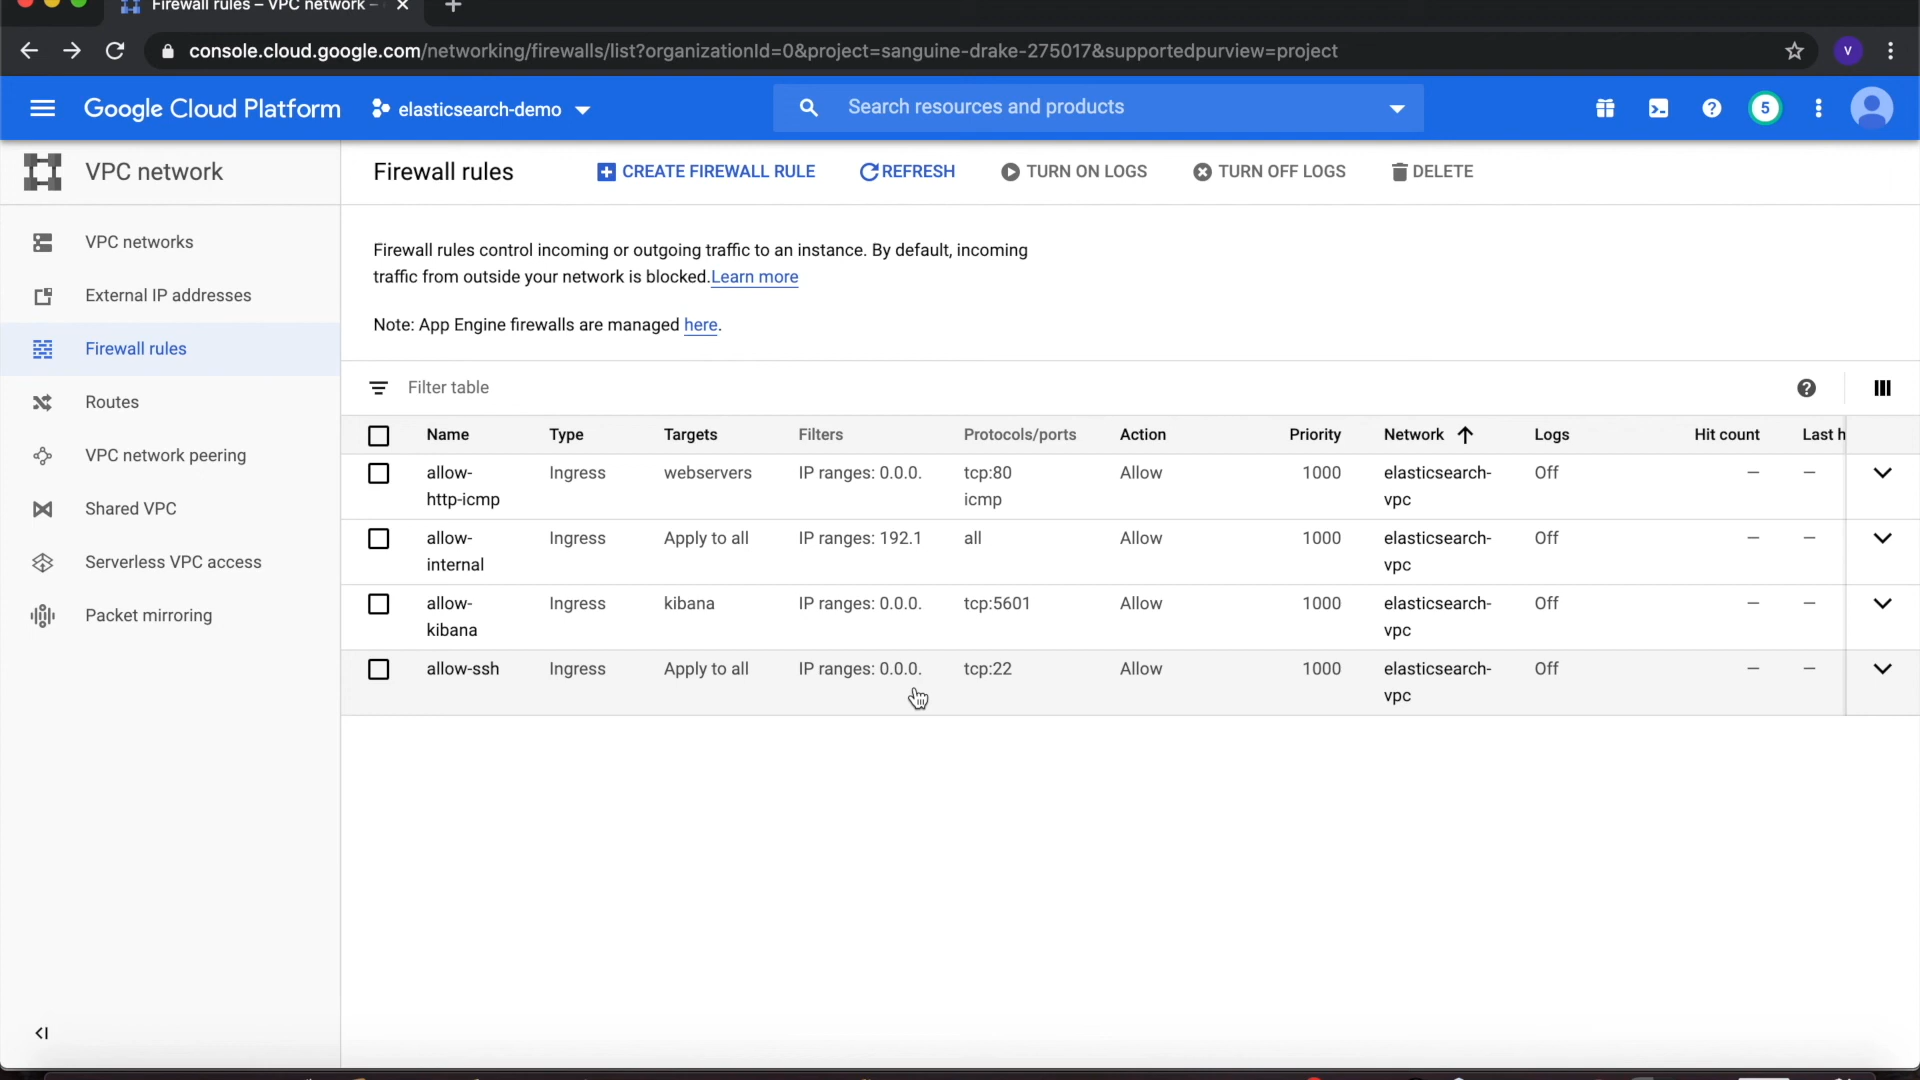 Firewall rules – VPC network –
console.cloud.google.com/networking/firewalls/list?organizationId=0&project=sanguine-drake-275017&supportedpurview=project
V
Google Cloud Platform
elasticsearch-demo
Search resources and products
5
VPC network
Firewall rules
CREATE FIREWALL RULE
REFRESH
TURN ON LOGS
TURN OFF LOGS
DELETE
VPC networks
External IP addresses
Firewall rules
Routes
VPC network peering
Shared VPC
Serverless VPC access
Packet mirroring
Firewall rules control incoming or outgoing traffic to an instance. By default, incoming
traffic from outside your network is blocked. Learn more
Note: App Engine firewalls are managed here.
Filter table
Name Type Targets Filters Protocols/ports Action Priority Network Logs Hit count Last h
allow- Ingress webservers IP ranges: 0.0.0. tcp:80 Allow 1000 elasticsearch- Off — —
http-icmp icmp vpc
allow- Ingress Apply to all IP ranges: 192.1 all Allow 1000 elasticsearch- Off — —
internal vpc
allow- Ingress kibana IP ranges: 0.0.0. tcp:5601 Allow 1000 elasticsearch- Off — —
kibana vpc
allow-ssh Ingress Apply to all IP ranges: 0.0.0. tcp:22 Allow 1000 elasticsearch- Off — —
vpc